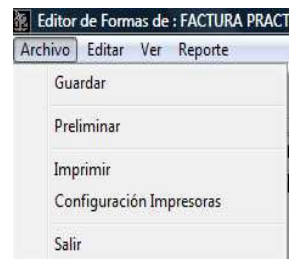 Editor de Formas de : FACTURA PRACT
Archivo Editar Ver Reporte
Guardar
Preliminar
Imprimir
Configuración Impresoras
Salir